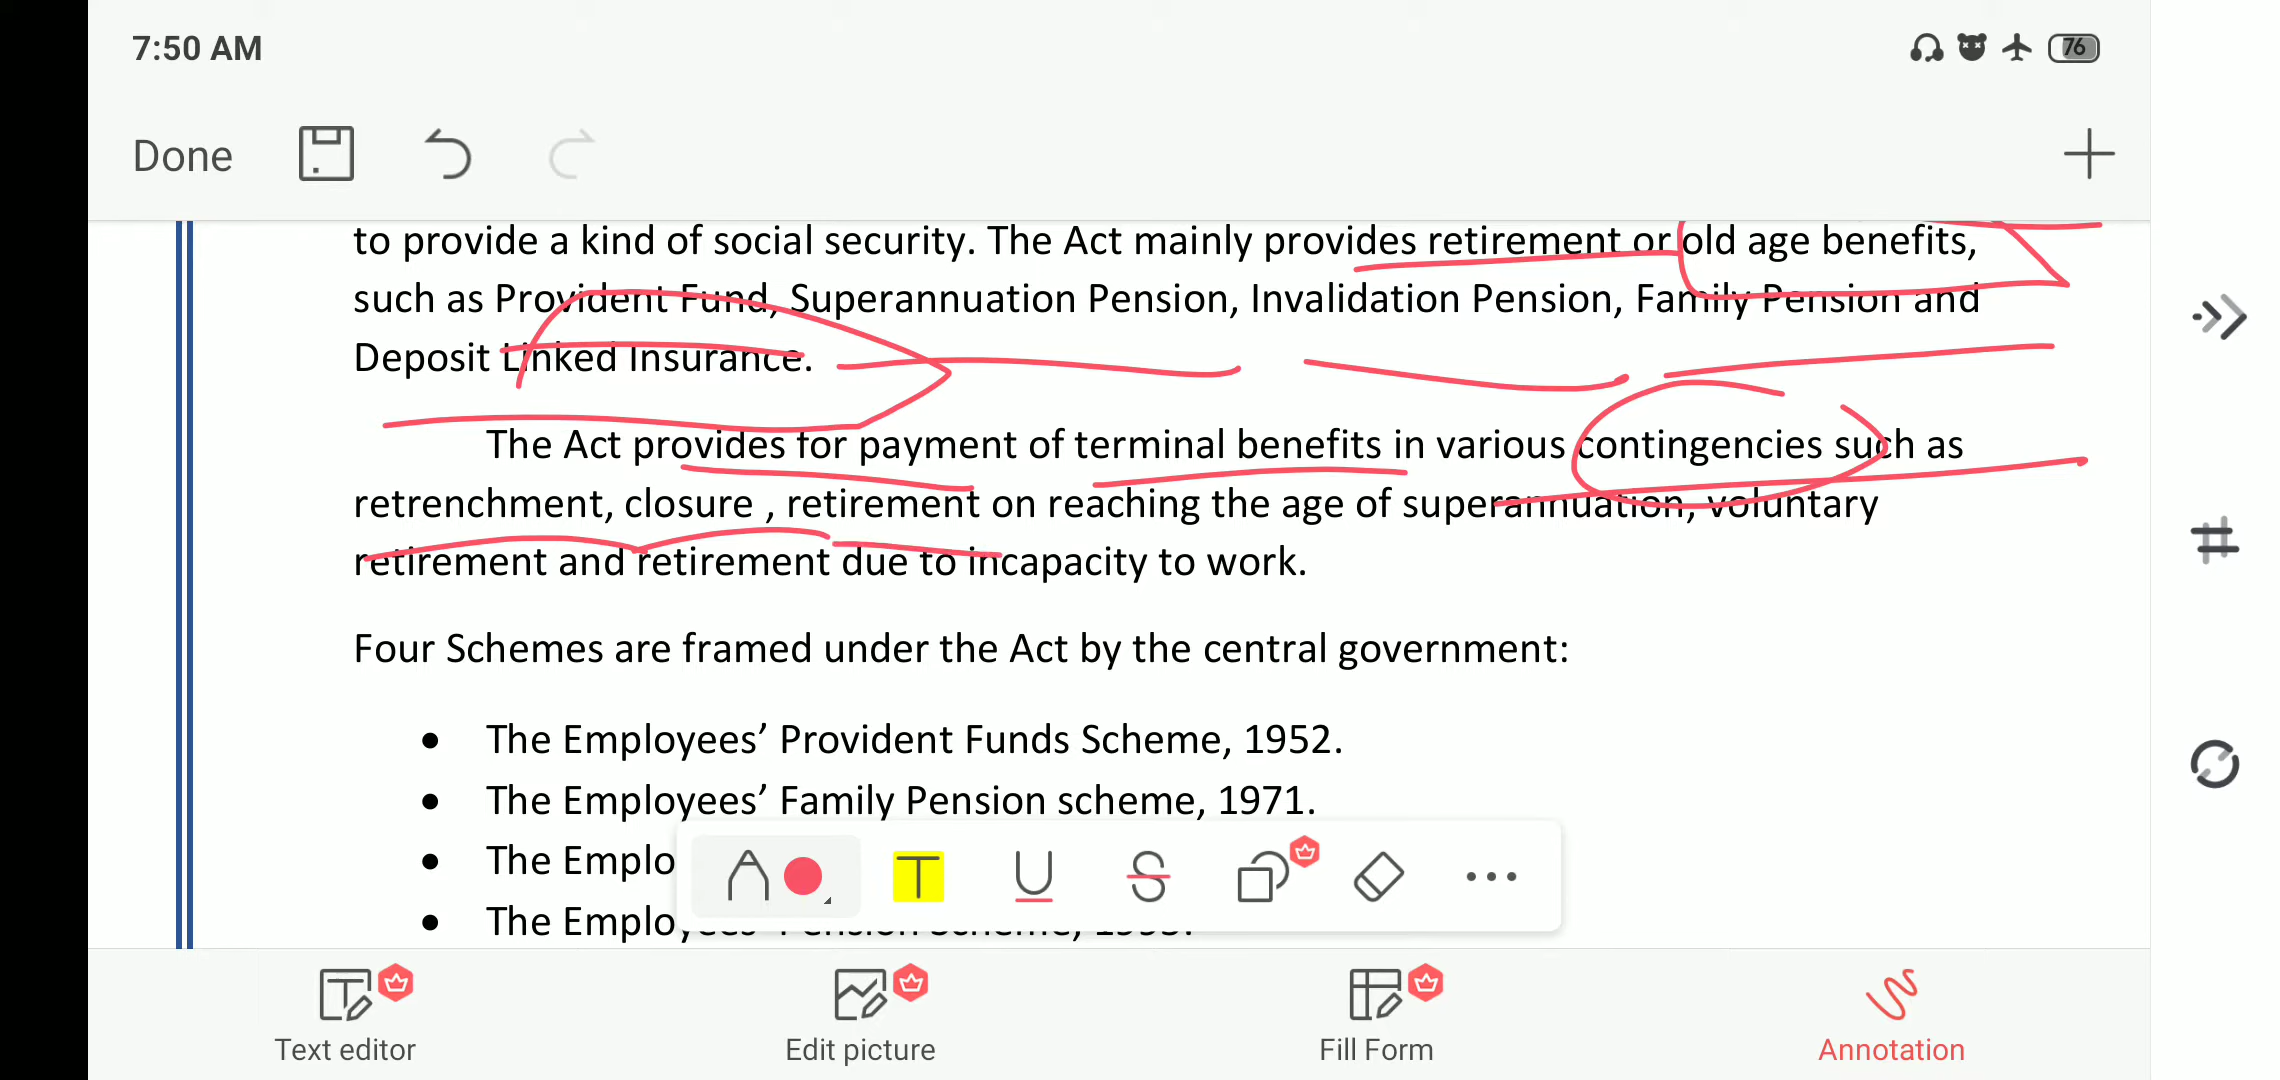 7:50 AM
76
Done
to provide a kind of social security. The Act mainly provides retirement or old age benefits,
such as Provident Fund, Superannuation Pension, Invalidation Pension, Family Pension and
Deposit Linked Insurance.
The Act provides for payment of terminal benefits in various contingencies such as
retrenchment, closure , retirement on reaching the age of superannuation, voluntary
retirement and retirement due to incapacity to work.
Four Schemes are framed under the Act by the central government:
• The Employees’ Provident Funds Scheme, 1952.
• The Employees’ Family Pension scheme, 1971.
• The Emplo
• The Employees’ Pension Scheme, 1995.
Text editor
Edit picture
Fill Form
Annotation